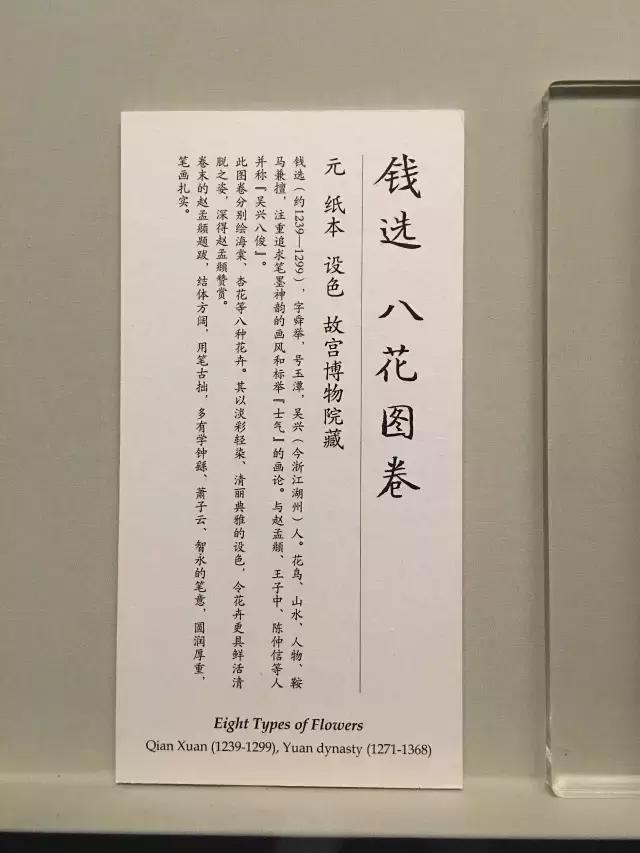 钱选 八花图卷
元 纸本 设色 故宫博物院藏
钱选（约1239—1299），字舜举，号玉潭，吴兴（今浙江湖州）人。花鸟、山水、人物、鞍
马兼擅，注重追求笔墨神韵的画风和标举『士气』的画论。与赵孟頫、王子中、陈仲信等人
并称『吴兴八俊』。
此图卷分别绘海棠、杏花等八种花卉。其以淡彩轻染、清丽典雅的设色，令花卉更具鲜活清
脱之姿，深得赵孟頫赞赏。
卷末的赵孟頫题跋，结体方阔，用笔古拙，多有学钟繇、萧子云、智永的笔意，圆润厚重，
笔画扎实。
Eight Types of Flowers
Qian Xuan (1239-1299), Yuan dynasty (1271-1368)